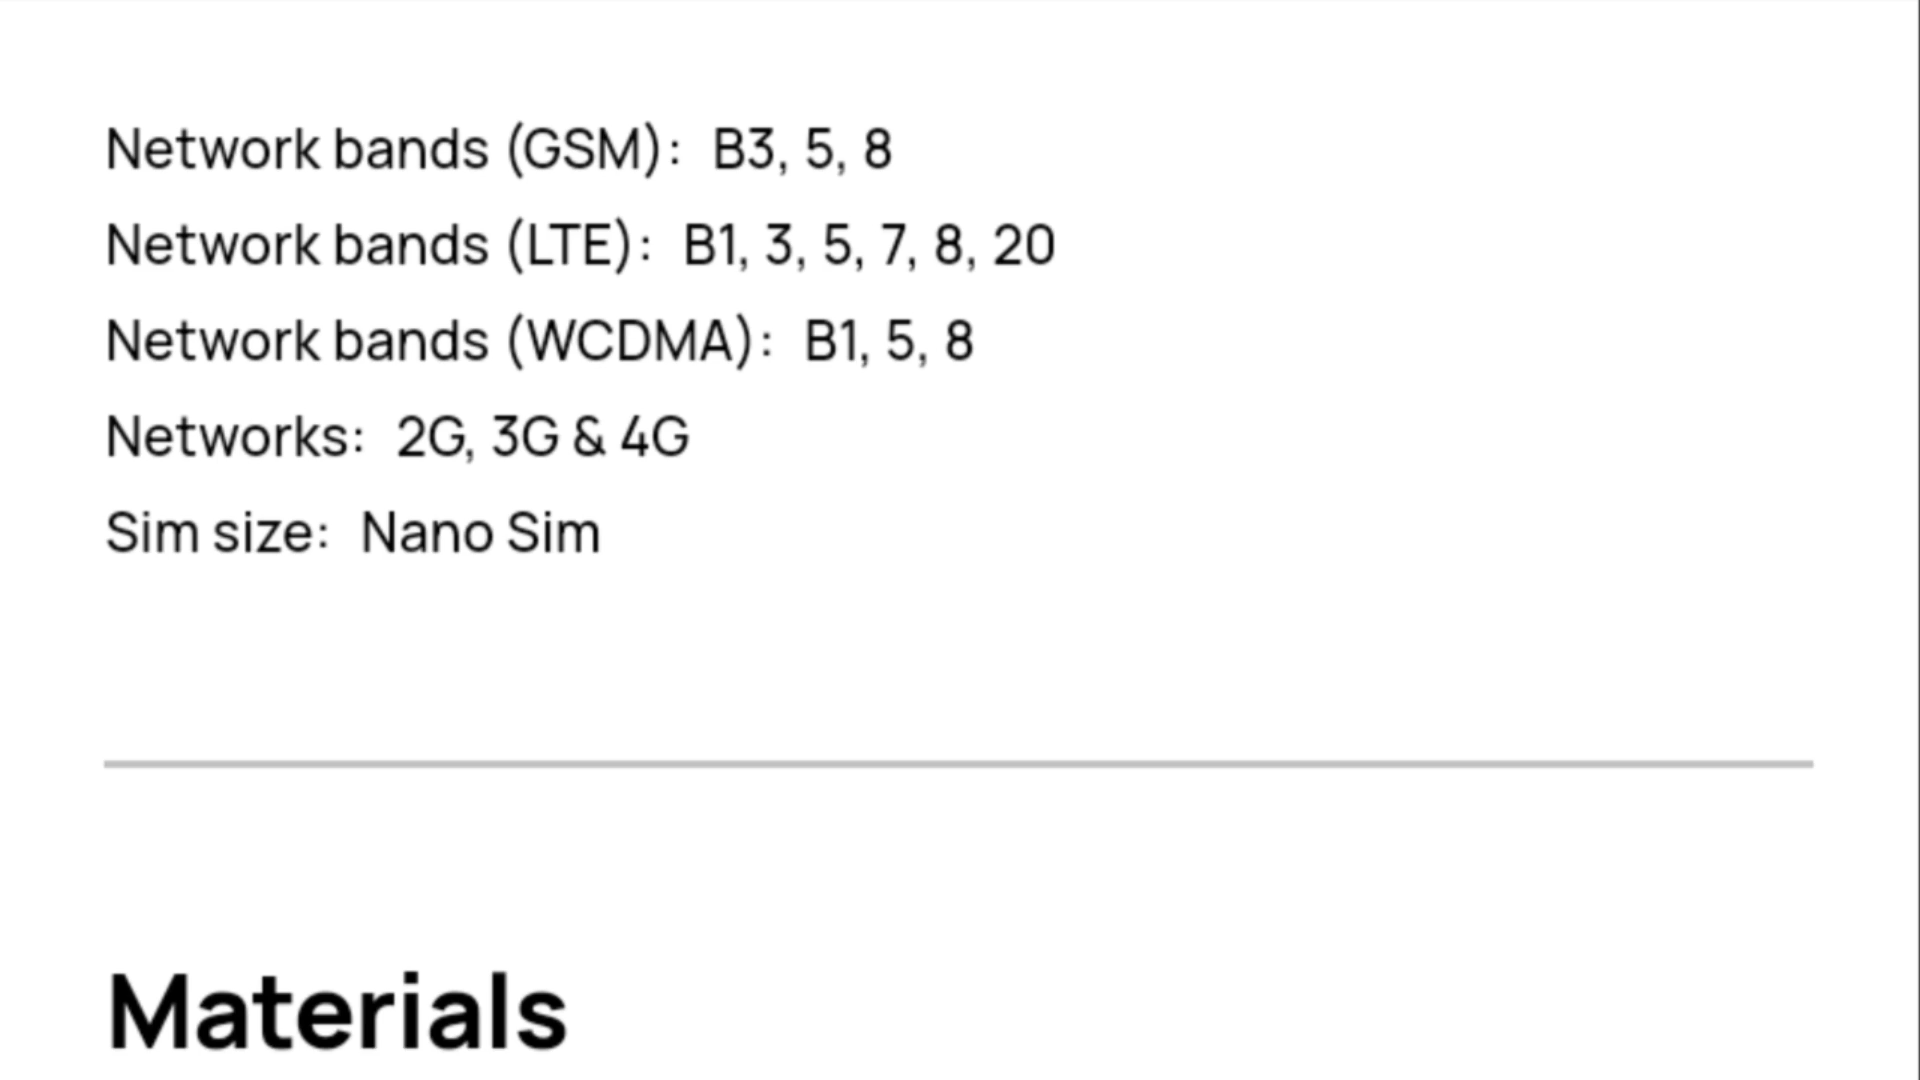 Network bands (GSM): B3, 5, 8
Network bands (LTE): B1, 3, 5, 7, 8, 20
Network bands (WCDMA): B1, 5, 8
Networks: 2G, 3G & 4G
Sim size: Nano Sim
Materials